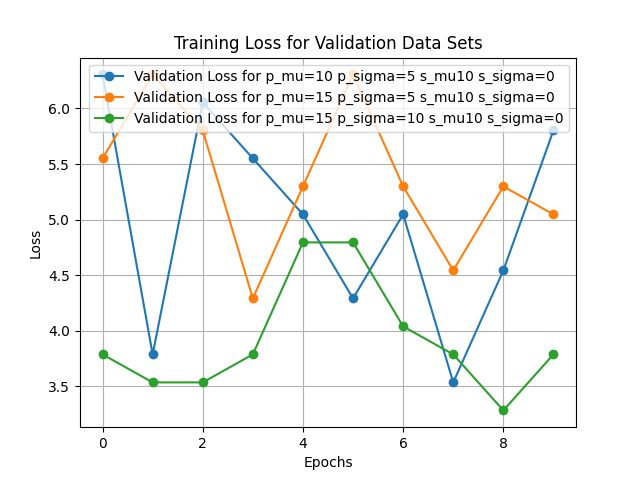 Training Loss for Validation Data Sets
Validation Loss for p_mu=10 p_sigma=5 s_mu10 s_sigma=0
Validation Loss for p_mu=15 p_sigma=5 s_mu10 s_sigma=0
Validation Loss for p_mu=15 p_sigma=10 s_mu10 s_sigma=0
Loss
6.0
5.5
5.0
4.5
4.0
3.5
0 2 4 6 8
Epochs